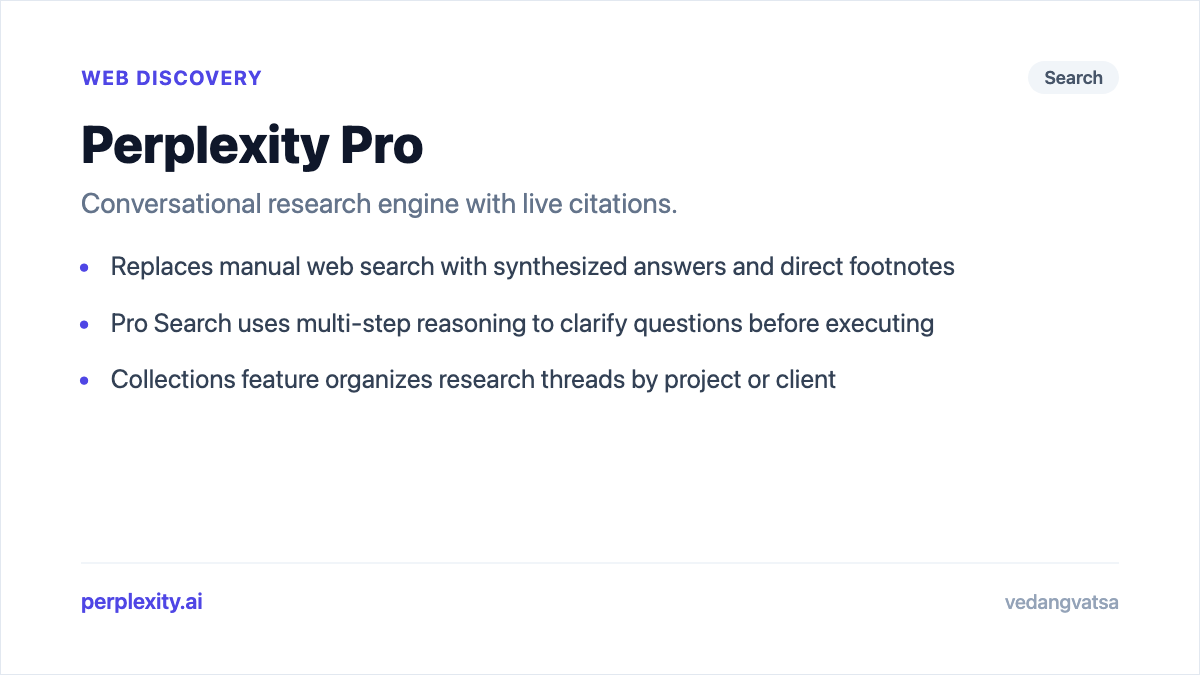 WEB DISCOVERY
Search
Perplexity Pro
Conversational research engine with live citations.
• Replaces manual web search with synthesized answers and direct footnotes
• Pro Search uses multi-step reasoning to clarify questions before executing
• Collections feature organizes research threads by project or client
perplexity.ai
vedangvatsa